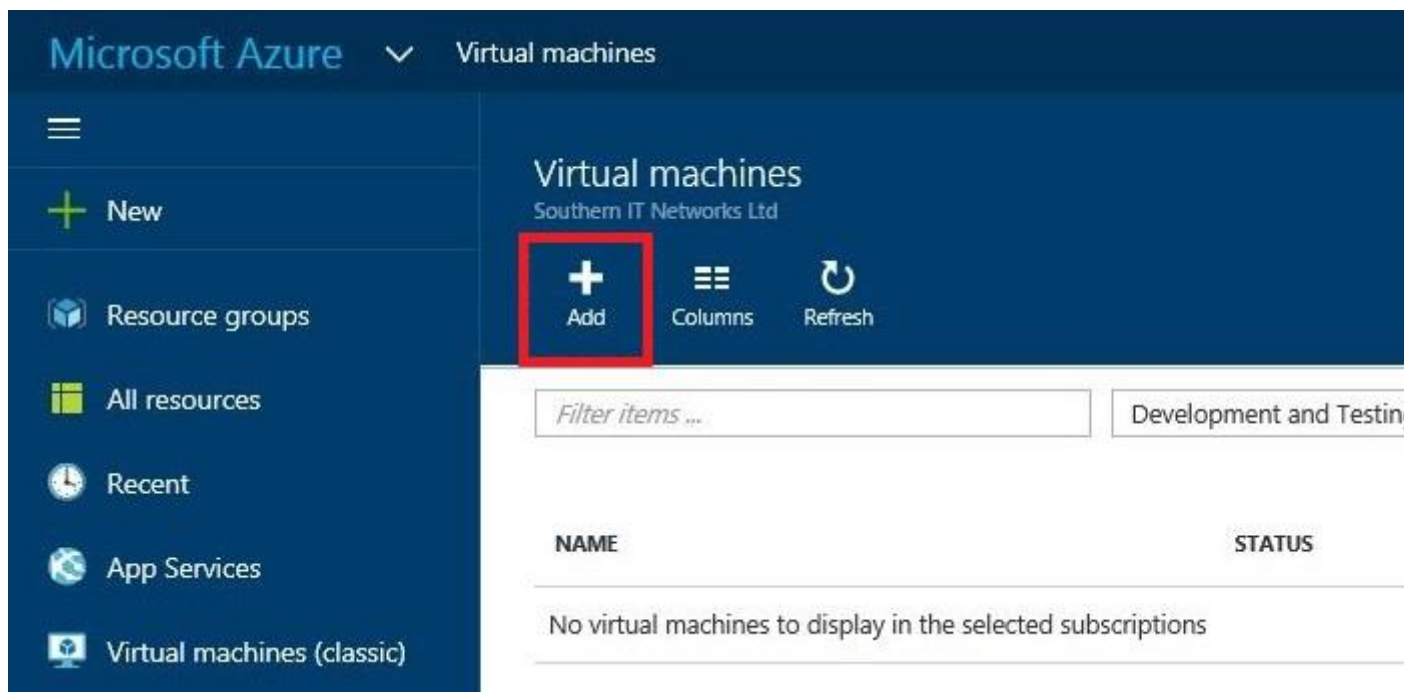 Microsoft Azure Virtual machines
New
Resource groups
All resources
Recent
App Services
Virtual machines (classic)
Virtual machines
Southern IT Networks Ltd
Add Columns Refresh
Filter items ... Development and Testing
NAME STATUS
No virtual machines to display in the selected subscriptions